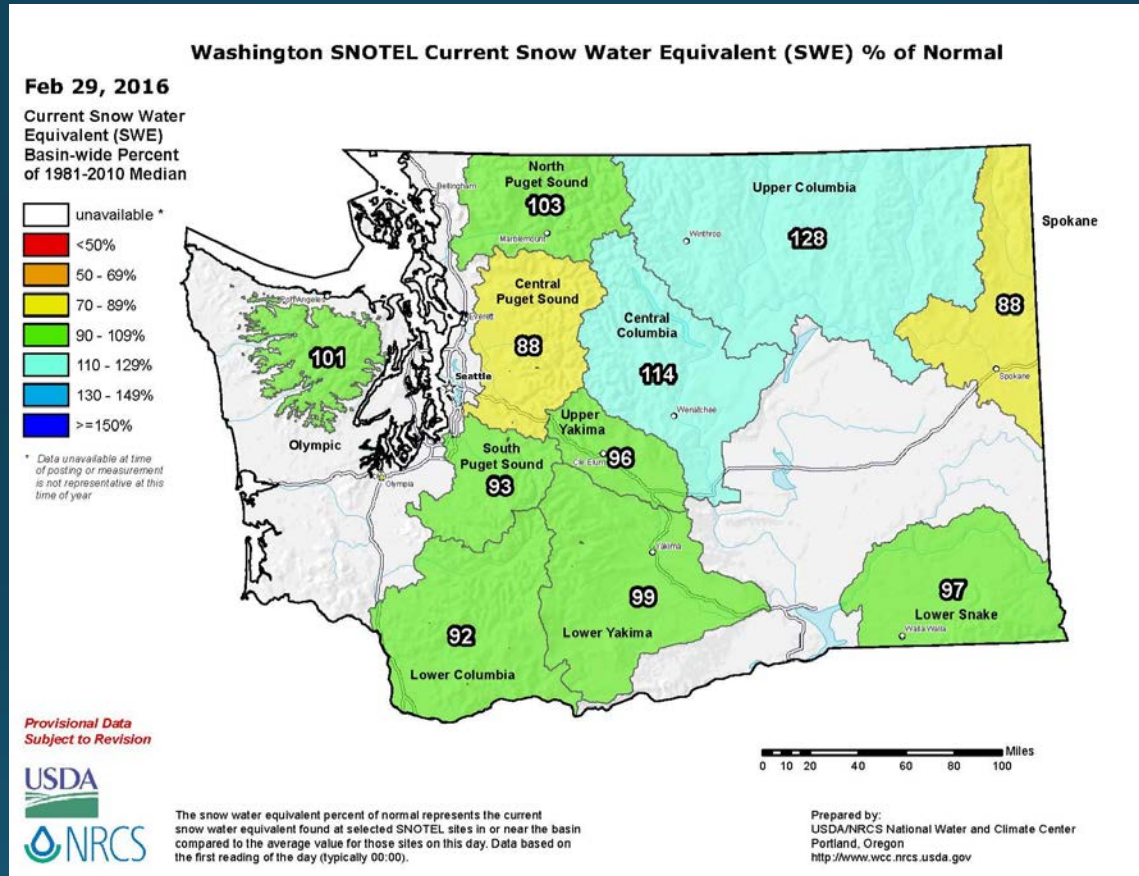 Washington SNOTEL Current Snow Water Equivalent (SWE) % of Normal
Feb 29, 2016
Current Snow Water
Equivalent (SWE)
Basin-wide Percent
of 1981-2010 Median
unavailable *
<50%
50 - 69%
70 - 89%
90 - 109%
110 - 129%
130 - 149%
>=150%
* Data unavailable at time
of posting or measurement
is not representative at this
time of year
North
Puget Sound
103
Bellingham
Marblemount
Upper Columbia
128
Winthrop
Spokane
88
Spokane
Central
Puget Sound
88
Everett
Seattle
Central
Columbia
114
Wenatchee
Port Angeles
101
Olympic
Olympia
Upper
Yakima
96
Cle Elum
South
Puget Sound
93
Yakima
99
Lower Yakima
92
Lower Columbia
97
Lower Snake
Walla Walla
Provisional Data
Subject to Revision
USDA
NRCS
Miles
0 10 20 40 60 80 100
The snow water equivalent percent of normal represents the current
snow water equivalent found at selected SNOTEL sites in or near the basin
compared to the average value for those sites on this day. Data based on
the first reading of the day (typically 00:00).
Prepared by:
USDA/NRCS National Water and Climate Center
Portland, Oregon
http://www.wcc.nrcs.usda.gov